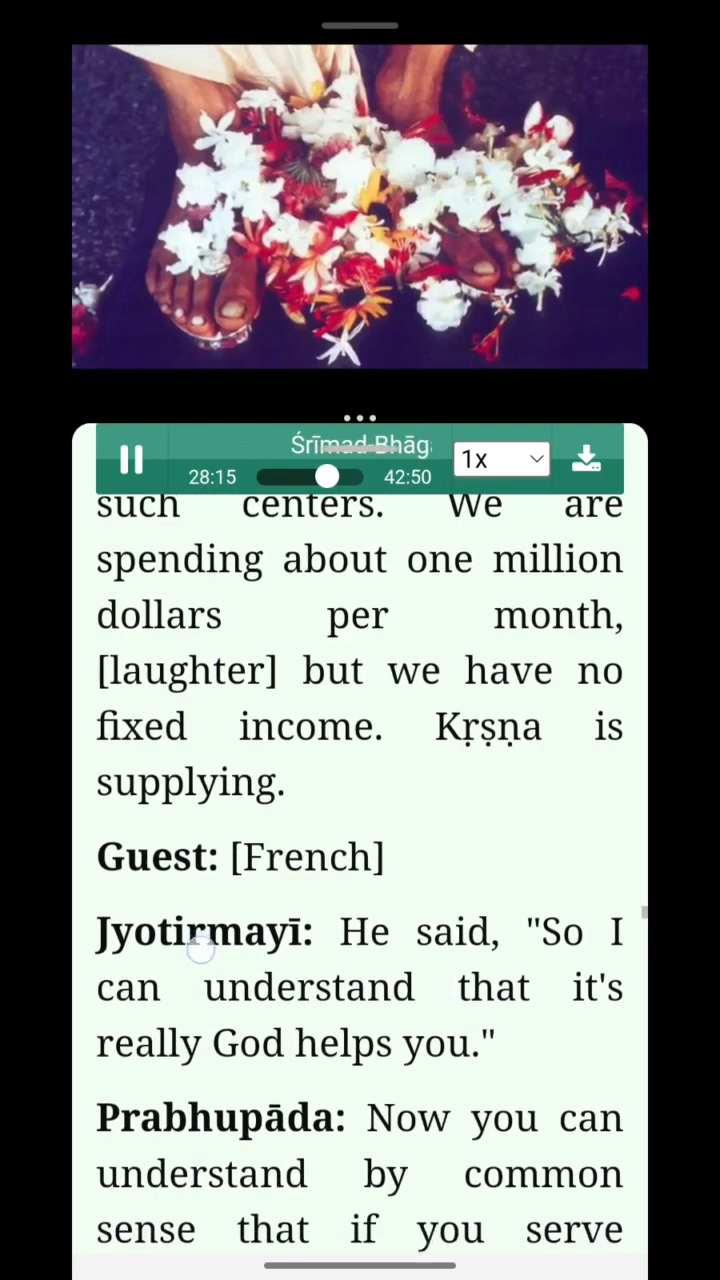 Śrīmad-Bhāg
28:15
42:50
1x
such centers. We are
spending about one million
dollars per month,
[laughter] but we have no
fixed income. Kṛṣṇa is
supplying.
Guest: [French]
Jyotirmayī: He said, "So I
can understand that it's
really God helps you."
Prabhupāda: Now you can
understand by common
sense that if you serve